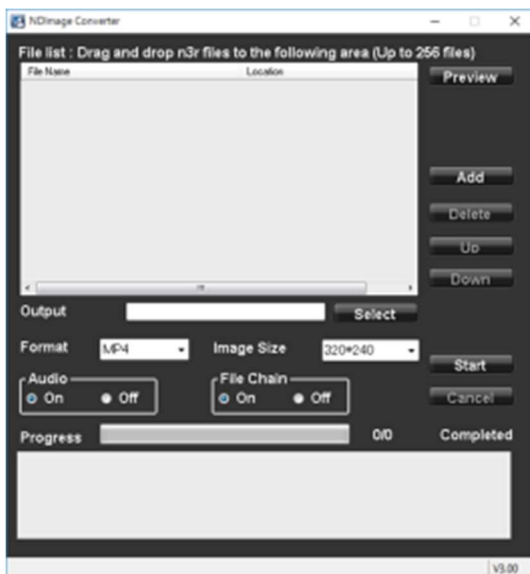 NDImage Converter
File list : Drag and drop n3r files to the following area (Up to 256 files)
File Name Location
Preview
Add
Delete
Up
Down
Output Select
Format MP4 Image Size 320*240
Start
Audio File Chain
On Off On Off
Cancel
Progress 0/0 Completed
V3.00